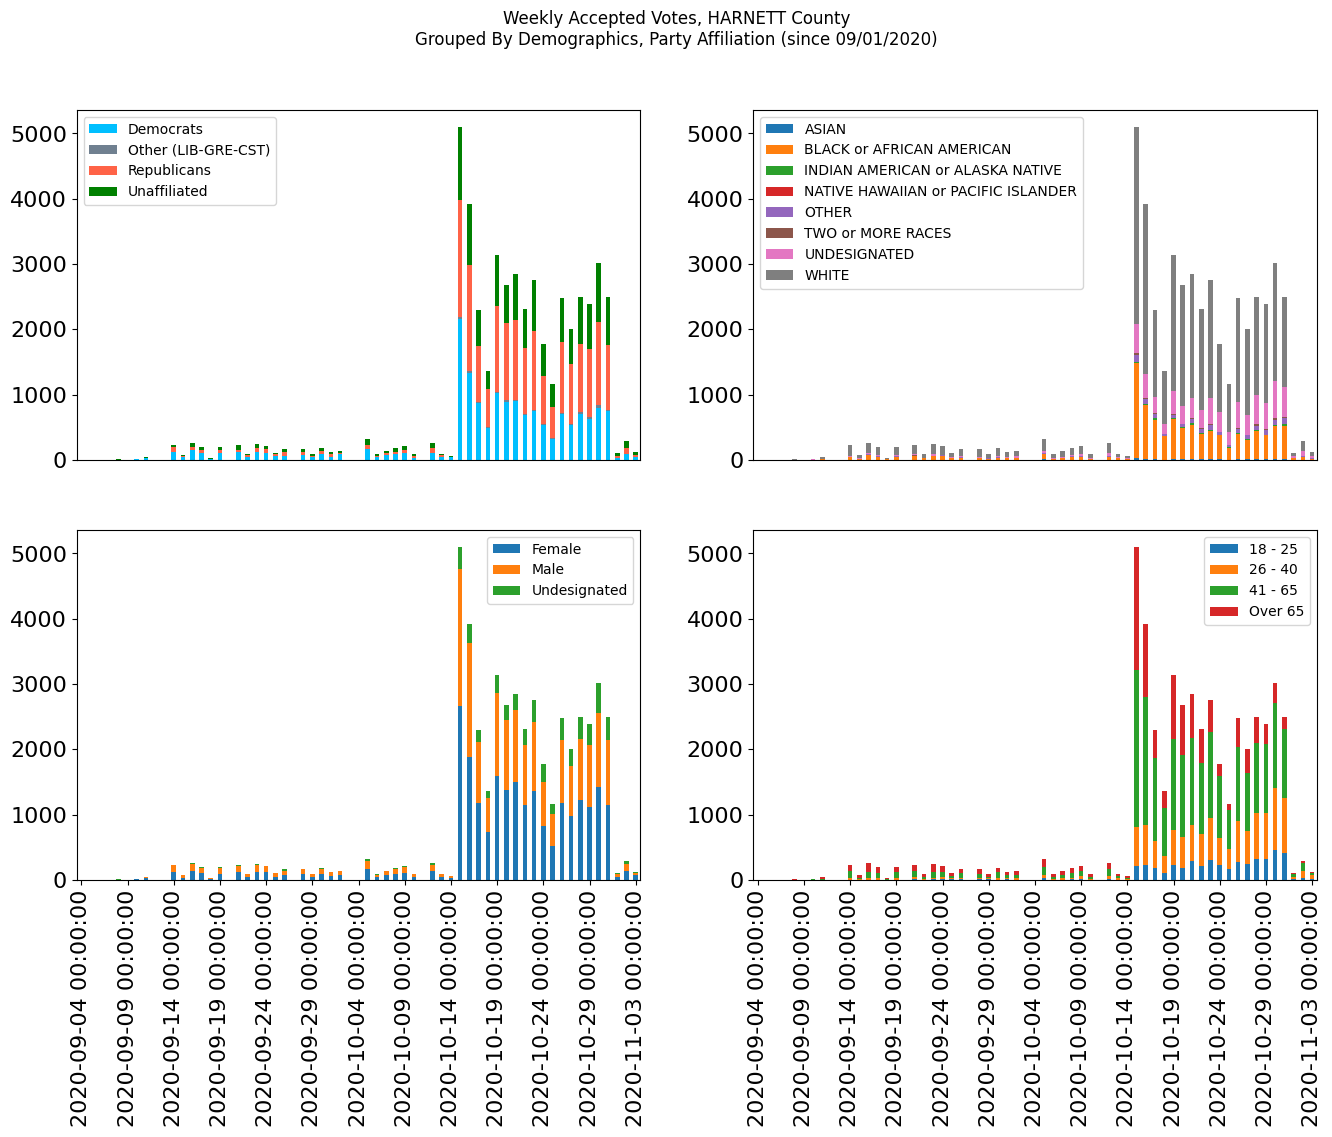 Weekly Accepted Votes, HARNETT County
Grouped By Demographics, Party Affiliation (since 09/01/2020)
5000
4000
3000
2000
1000
0
Democrats
Other (LIB-GRE-CST)
Republicans
Unaffiliated
5000
4000
3000
2000
1000
0
ASIAN
BLACK or AFRICAN AMERICAN
INDIAN AMERICAN or ALASKA NATIVE
NATIVE HAWAIIAN or PACIFIC ISLANDER
OTHER
TWO or MORE RACES
UNDESIGNATED
WHITE
5000
4000
3000
2000
1000
0
Female
Male
Undesignated
2020-09-04 00:00:00
2020-09-09 00:00:00
2020-09-14 00:00:00
2020-09-19 00:00:00
2020-09-24 00:00:00
2020-09-29 00:00:00
2020-10-04 00:00:00
2020-10-09 00:00:00
2020-10-14 00:00:00
2020-10-19 00:00:00
2020-10-24 00:00:00
2020-10-29 00:00:00
2020-11-03 00:00:00
5000
4000
3000
2000
1000
0
18 - 25
26 - 40
41 - 65
Over 65
2020-09-04 00:00:00
2020-09-09 00:00:00
2020-09-14 00:00:00
2020-09-19 00:00:00
2020-09-24 00:00:00
2020-09-29 00:00:00
2020-10-04 00:00:00
2020-10-09 00:00:00
2020-10-14 00:00:00
2020-10-19 00:00:00
2020-10-24 00:00:00
2020-10-29 00:00:00
2020-11-03 00:00:00